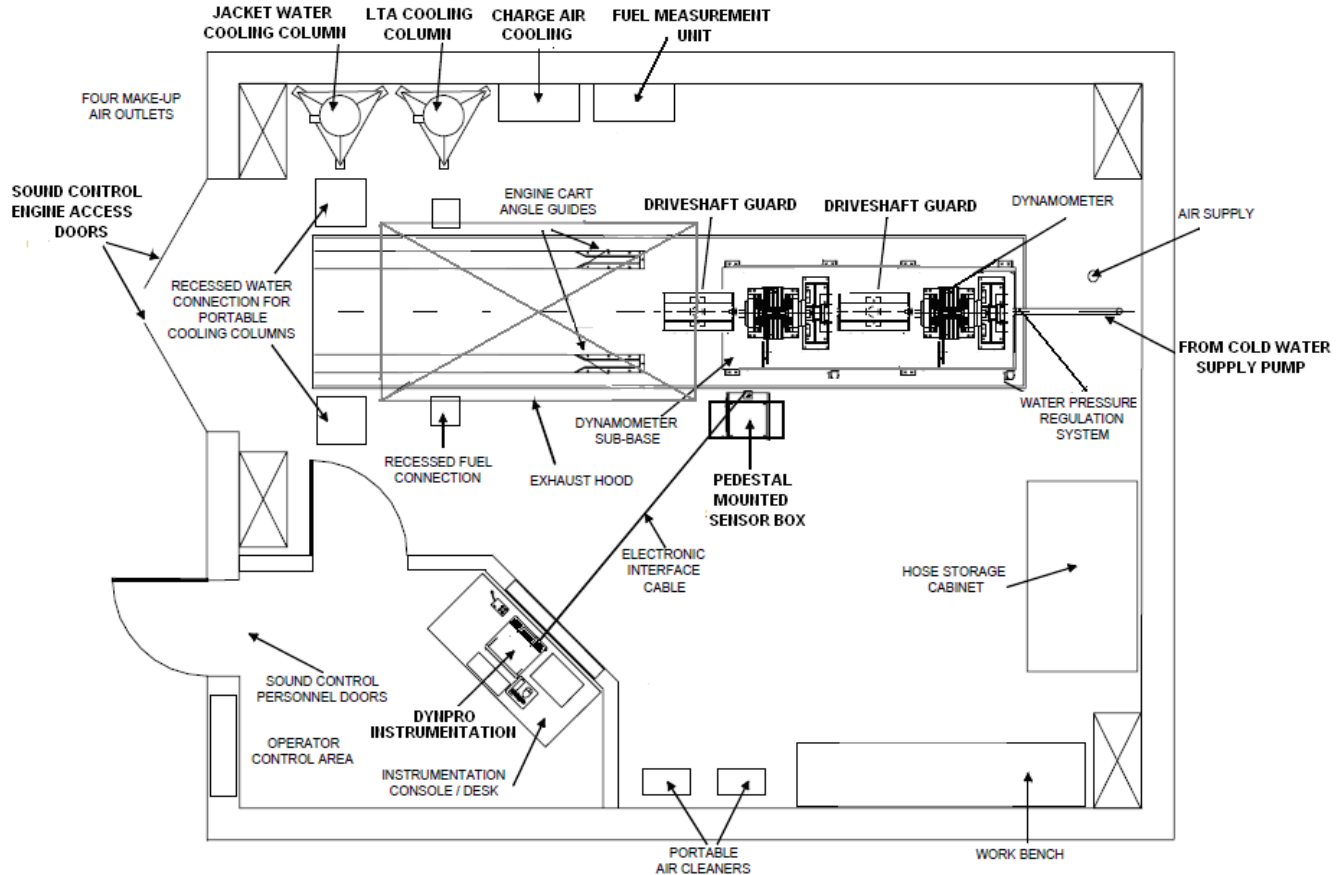 JACKET WATER
COOLING COLUMN
LTA COOLING
COLUMN
CHARGE AIR
COOLING
FUEL MEASUREMENT
UNIT
FOUR MAKE-UP
AIR OUTLETS
SOUND CONTROL
ENGINE ACCESS
DOORS
ENGINE CART
ANGLE GUIDES
DRIVESHAFT GUARD
DRIVESHAFT GUARD
DYNAMOMETER
AIR SUPPLY
RECESSED WATER
CONNECTION FOR
PORTABLE
COOLING COLUMNS
FROM COLD WATER
SUPPLY PUMP
WATER PRESSURE
REGULATION
SYSTEM
DYNAMOMETER
SUB-BASE
RECESSED FUEL
CONNECTION
EXHAUST HOOD
PEDESTAL
MOUNTED
SENSOR BOX
ELECTRONIC
INTERFACE
CABLE
HOSE STORAGE
CABINET
SOUND CONTROL
PERSONNEL DOORS
DYNPRO
INSTRUMENTATION
OPERATOR
CONTROL AREA
INSTRUMENTATION
CONSOLE / DESK
PORTABLE
AIR CLEANERS
WORK BENCH